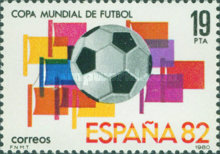 COPA MUNDIAL DE FUTBOL
19
PTA
ESPAÑA 82
correos
F.N.M.T.
1980